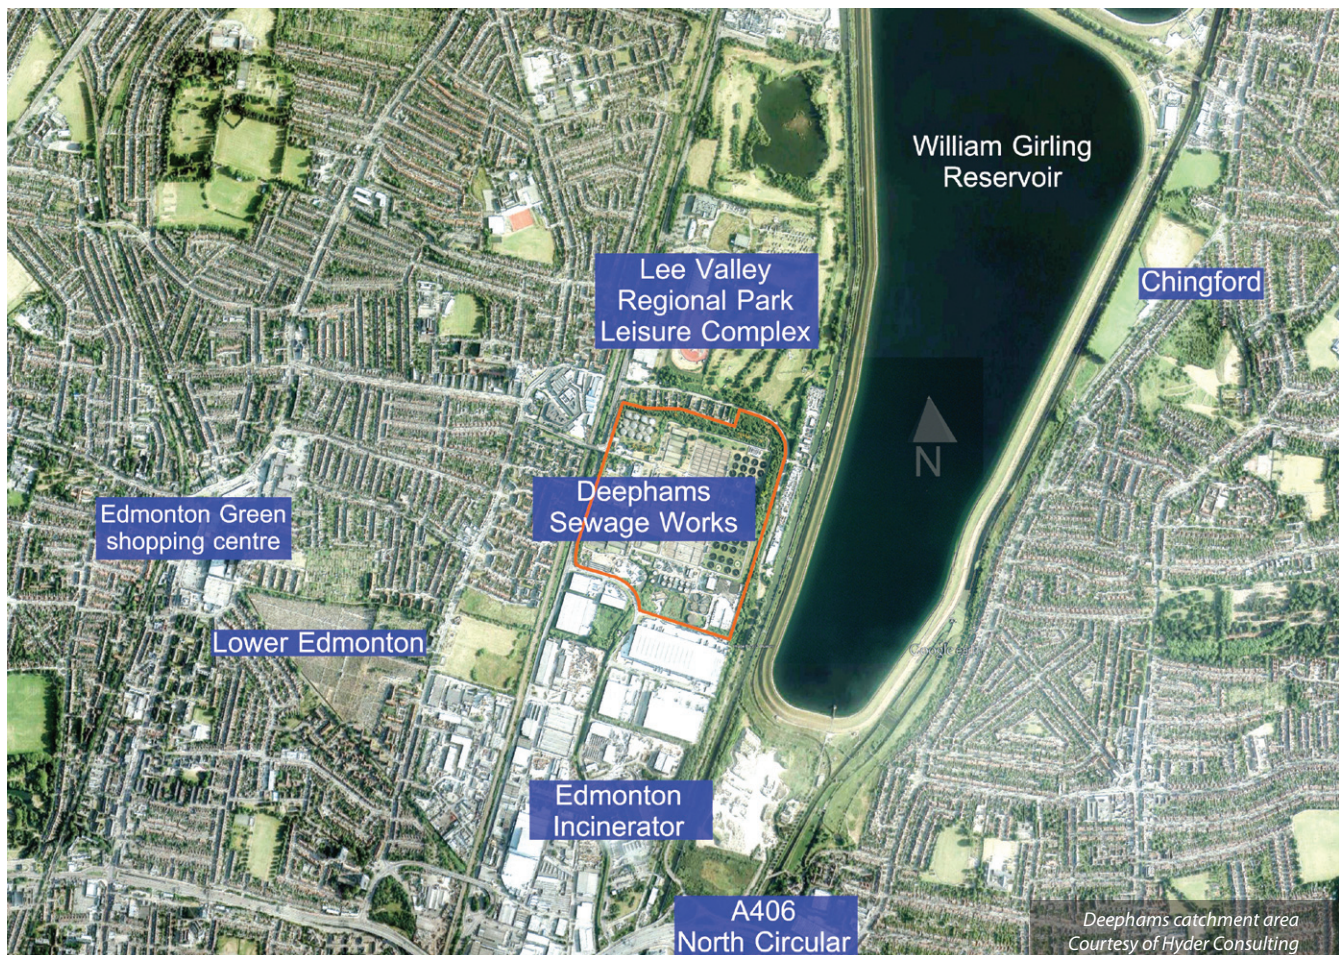 William Girling
Reservoir
Lee Valley
Regional Park
Leisure Complex
Chingford
N
Deephams
Sewage Works
Edmonton Green
shopping centre
Lower Edmonton
Edmonton
Incinerator
A406
North Circular
Deephams catchment area
Courtesy of Hyder Consulting